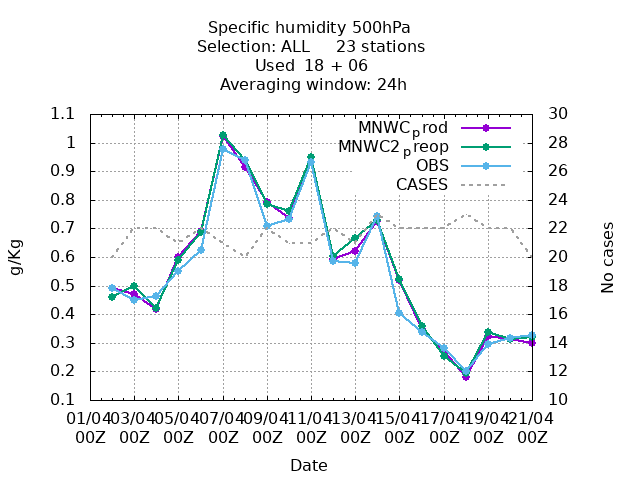 Specific humidity 500hPa
Selection: ALL     23 stations
Used  18 + 06
Averaging window: 24h
1.1
1
0.9
0.8
0.7
0.6
0.5
0.4
0.3
0.2
0.1
g/Kg
MNWC_prod
MNWC2_preop
OBS
CASES
30
28
26
24
22
20
18
16
14
12
10
No cases
01/04 03/04 05/04 07/04 09/04 11/04 13/04 15/04 17/04 19/04 21/04
00Z 00Z 00Z 00Z 00Z 00Z 00Z 00Z 00Z 00Z 00Z
Date